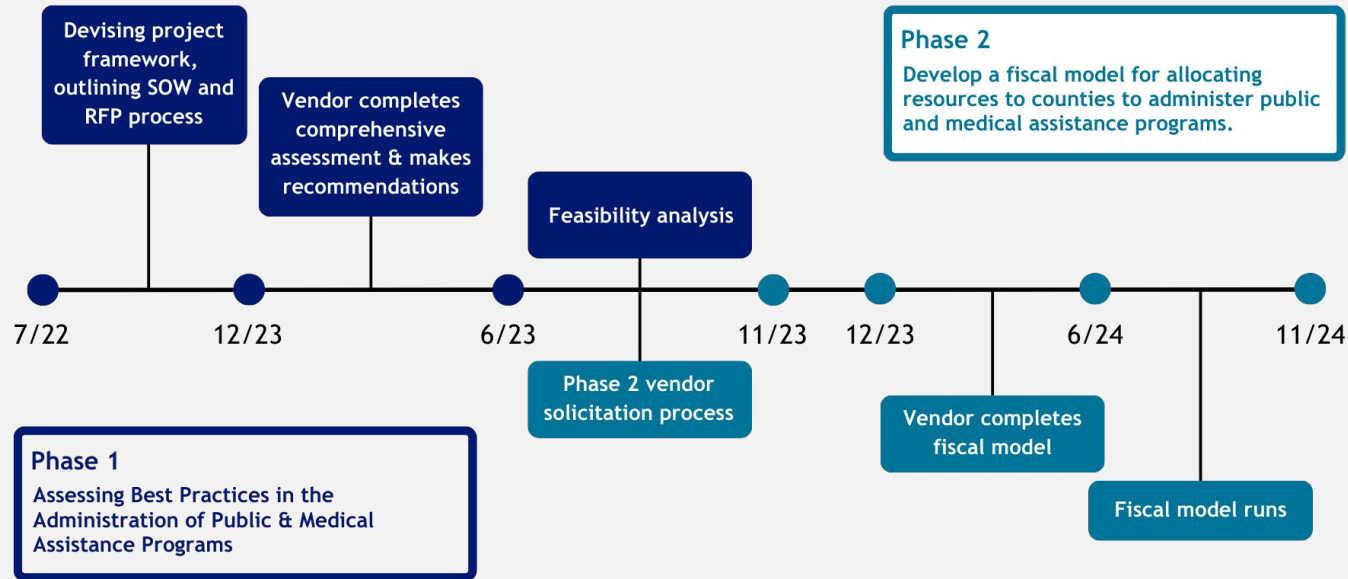 Devising project
framework,
outlining SOW and
RFP process
Vendor completes
comprehensive
assessment & makes
recommendations
Feasibility analysis
Phase 2
Develop a fiscal model for allocating
resources to counties to administer public
and medical assistance programs.
7/22
12/23
6/23
11/23
12/23
6/24
11/24
Phase 2 vendor
solicitation process
Vendor completes
fiscal model
Fiscal model runs
Phase 1
Assessing Best Practices in the
Administration of Public & Medical
Assistance Programs